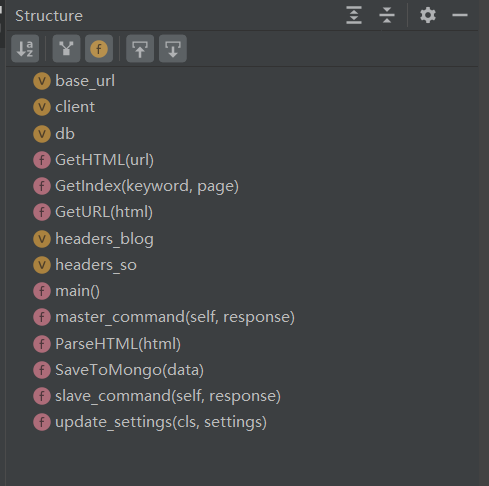 Structure
base_url
client
db
GetHTML(url)
GetIndex(keyword, page)
GetURL(html)
headers_blog
headers_so
main()
master_command(self, response)
ParseHTML(html)
SaveToMongo(data)
slave_command(self, response)
update_settings(cls, settings)